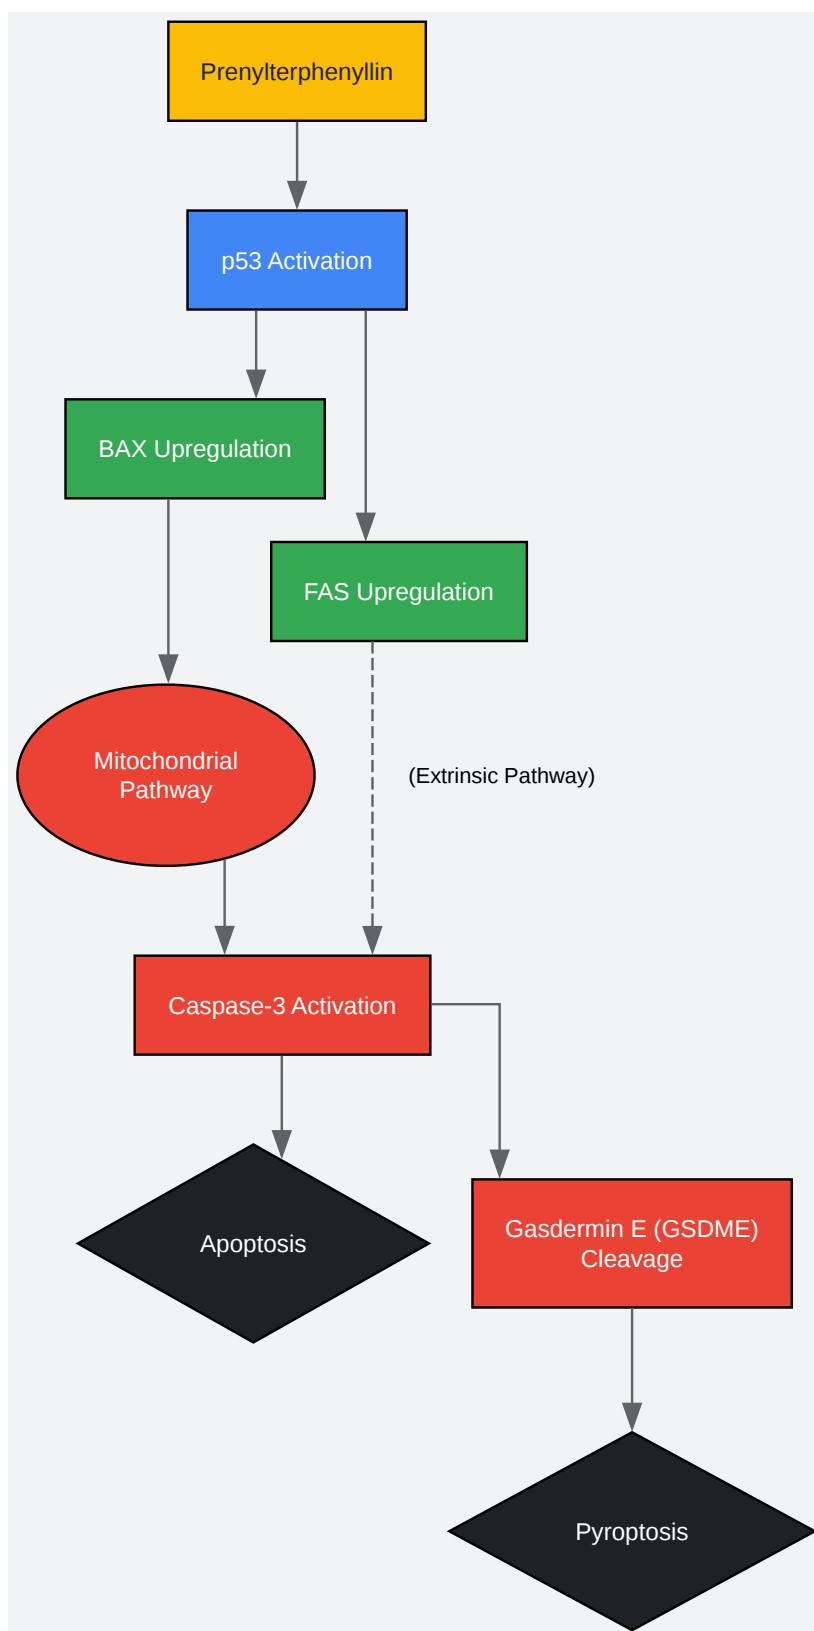 Prenylterphenyllin
p53 Activation
BAX Upregulation
FAS Upregulation
Mitochondrial
Pathway
(Extrinsic Pathway)
Caspase-3 Activation
Apoptosis
Gasdermin E (GSDME)
Cleavage
Pyroptosis